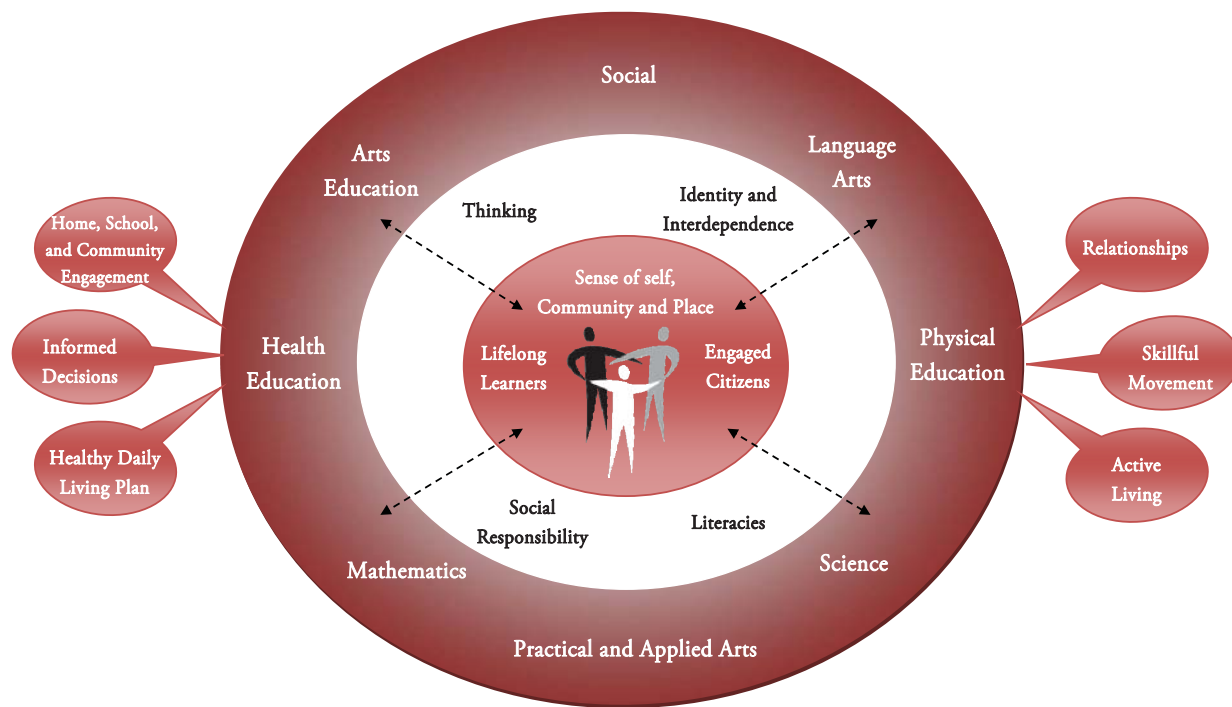 Social
Arts
Education
Language
Arts
Thinking
Identity and
Interdependence
Home, School,
and Community
Engagement
Relationships
Sense of self,
Community and Place
Informed
Decisions
Health
Education
Lifelong
Learners
Engaged
Citizens
Physical
Education
Skillful
Movement
Healthy Daily
Living Plan
Active
Living
Social
Responsibility
Literacies
Mathematics
Science
Practical and Applied Arts